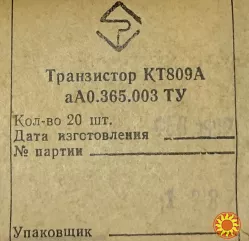 Транзистор КТ809А
аА0.365.003 ТУ
Кол-во 20 шт.
Дата изготовления
№ партии
Упаковщик